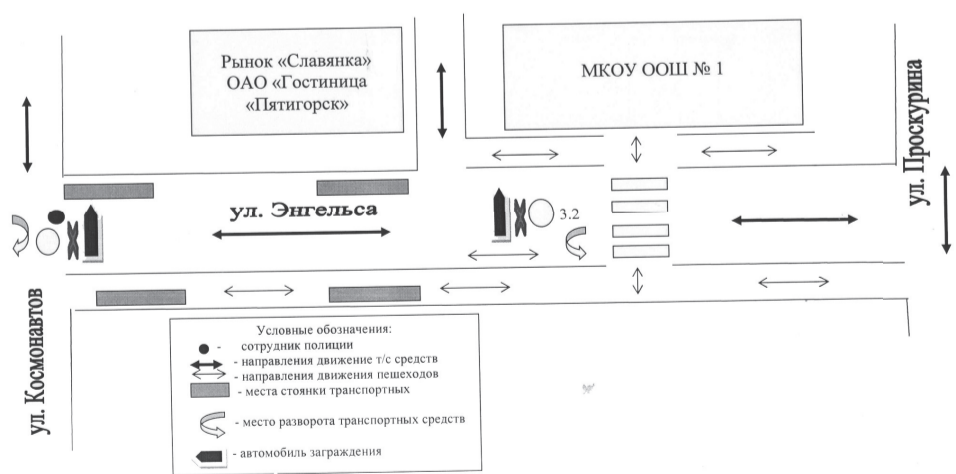 Рынок «Славянка»
ОАО «Гостиница
«Пятигорск»
МКОУ ООШ № 1
ул. Проскурина
ул. Энгельса
3.2
ул. Космонавтов
Условные обозначения:
- сотрудник полиции
- направления движение т/с средств
- направления движения пешеходов
- места стоянки транспортных
- место разворота транспортных средств
- автомобиль заграждения